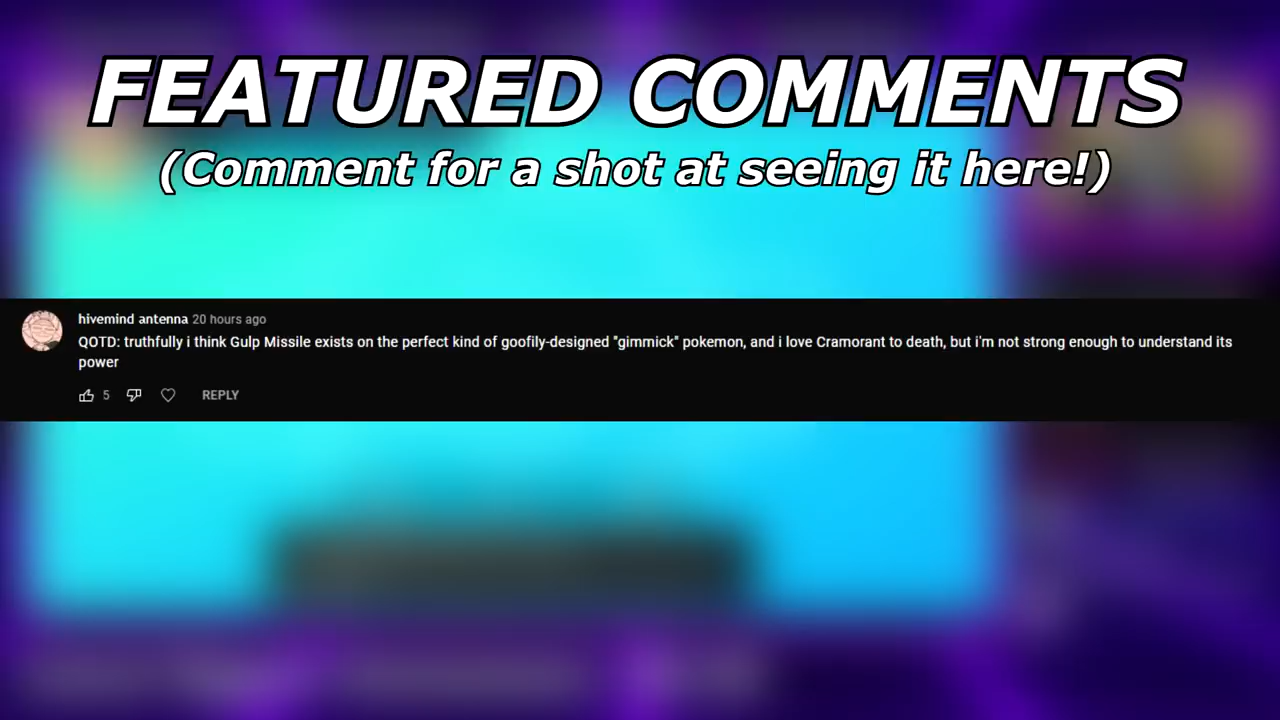 FEATURED COMMENTS
(Comment for a shot at seeing it here!)
hivemind antenna 20 hours ago
QOTD: truthfully i think Gulp Missile exists on the perfect kind of goofily-designed "gimmick" pokemon, and i love Cramorant to death, but i'm not strong enough to understand its
power
5 REPLY